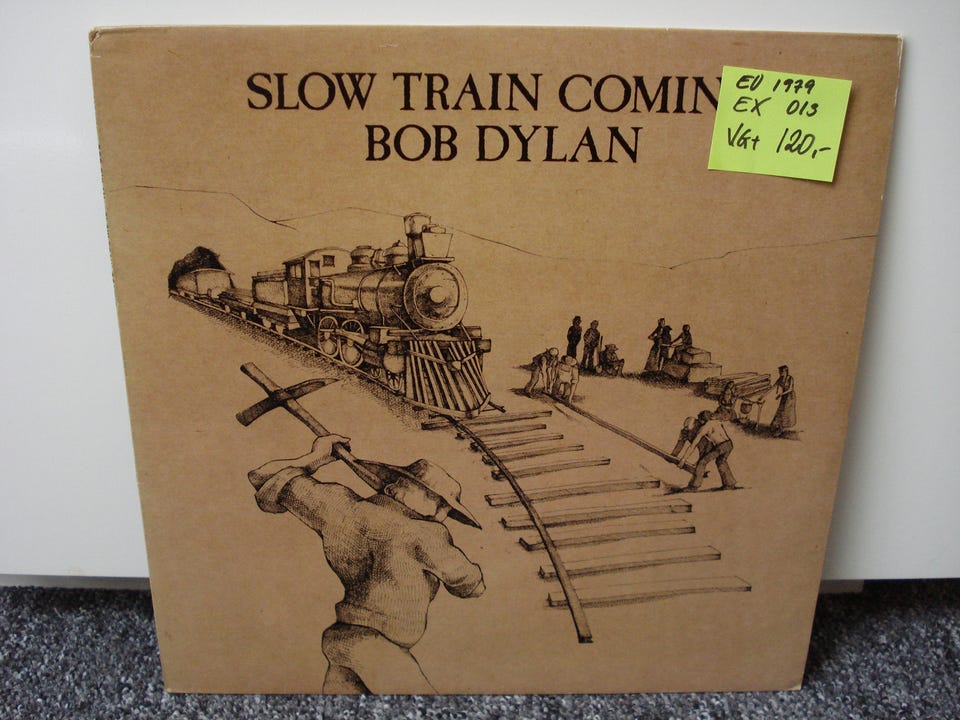 SLOW TRAIN COMIN
BOB DYLAN
EU 1979
EX 013
VG+ 120,-